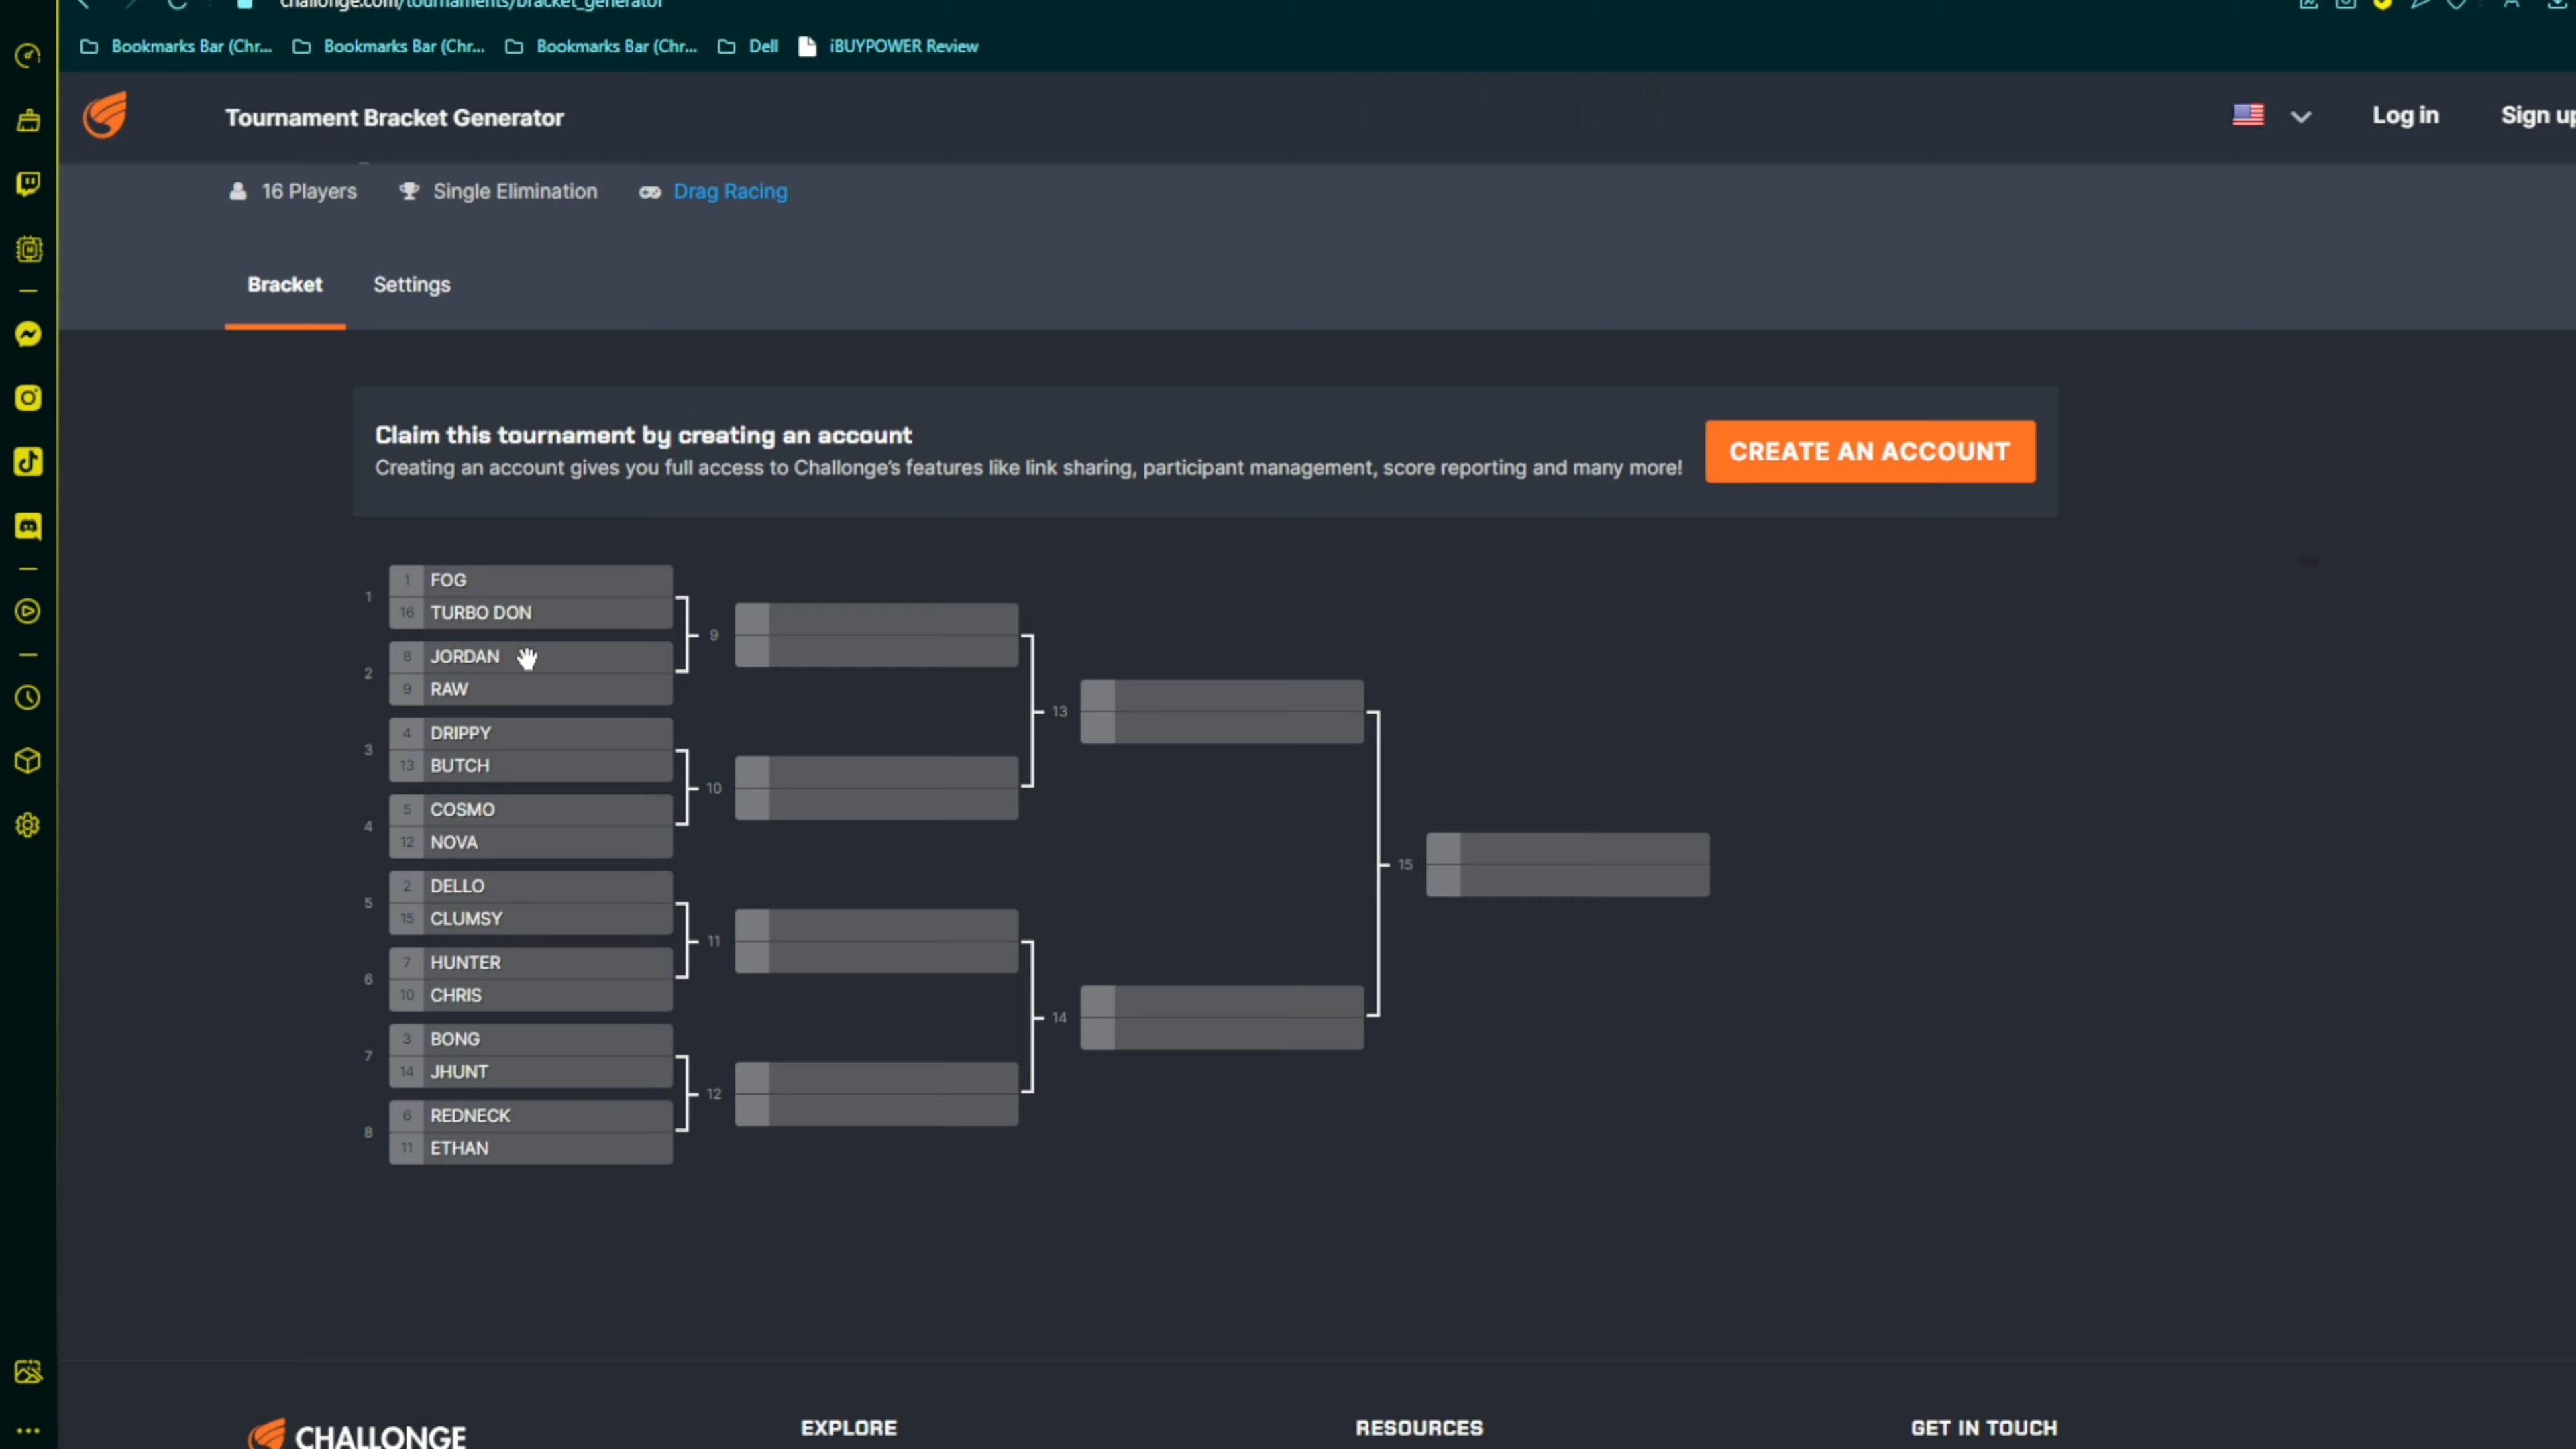 challonge.com/tournaments/bracket_generator
Bookmarks Bar (Chr... Bookmarks Bar (Chr... Bookmarks Bar (Chr... Dell iBUYPOWER Review
Tournament Bracket Generator
Log in
Sign up
16 Players Single Elimination Drag Racing
Bracket Settings
Claim this tournament by creating an account
Creating an account gives you full access to Challonge's features like link sharing, participant management, score reporting and many more!
CREATE AN ACCOUNT
1
1 FOG
16 TURBO DON
2
8 JORDAN
9 RAW
3
4 DRIPPY
13 BUTCH
4
5 COSMO
12 NOVA
5
2 DELLO
15 CLUMSY
6
7 HUNTER
10 CHRIS
7
3 BONG
14 JHUNT
8
6 REDNECK
11 ETHAN
9
10
11
12
13
14
15
CHALLONGE
EXPLORE
RESOURCES
GET IN TOUCH